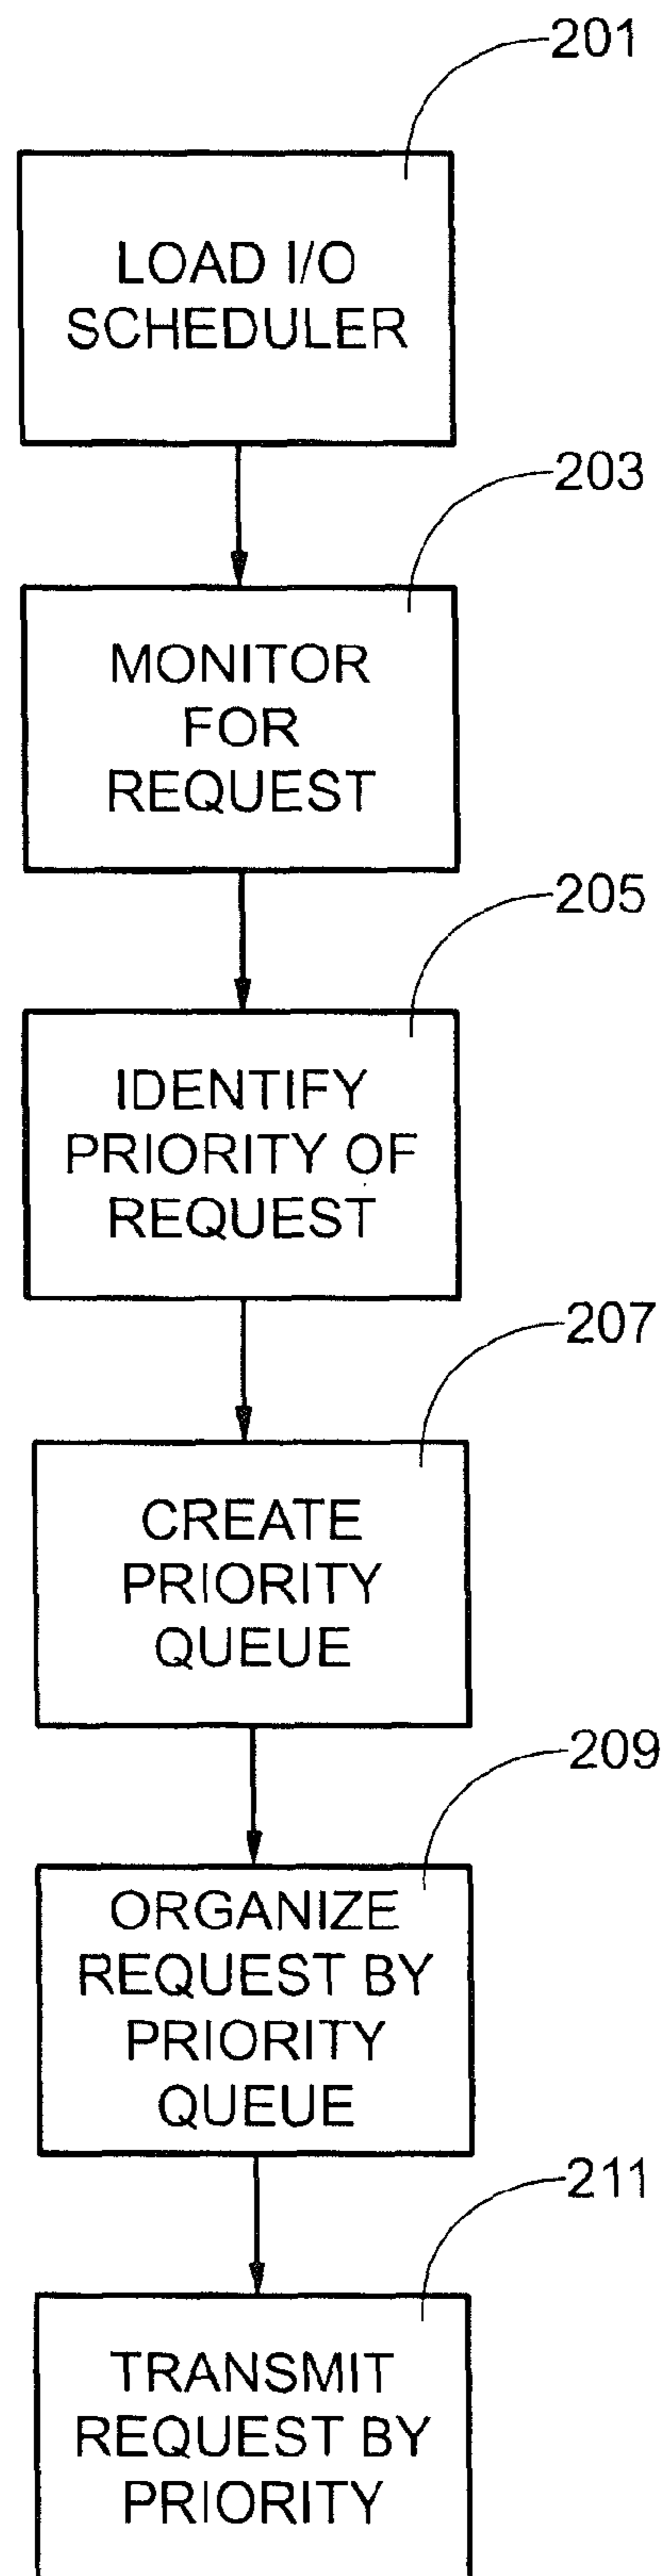 201
LOAD I/O
SCHEDULER
203
MONITOR
FOR
REQUEST
205
IDENTIFY
PRIORITY OF
REQUEST
207
CREATE
PRIORITY
QUEUE
209
ORGANIZE
REQUEST BY
PRIORITY
QUEUE
211
TRANSMIT
REQUEST BY
PRIORITY